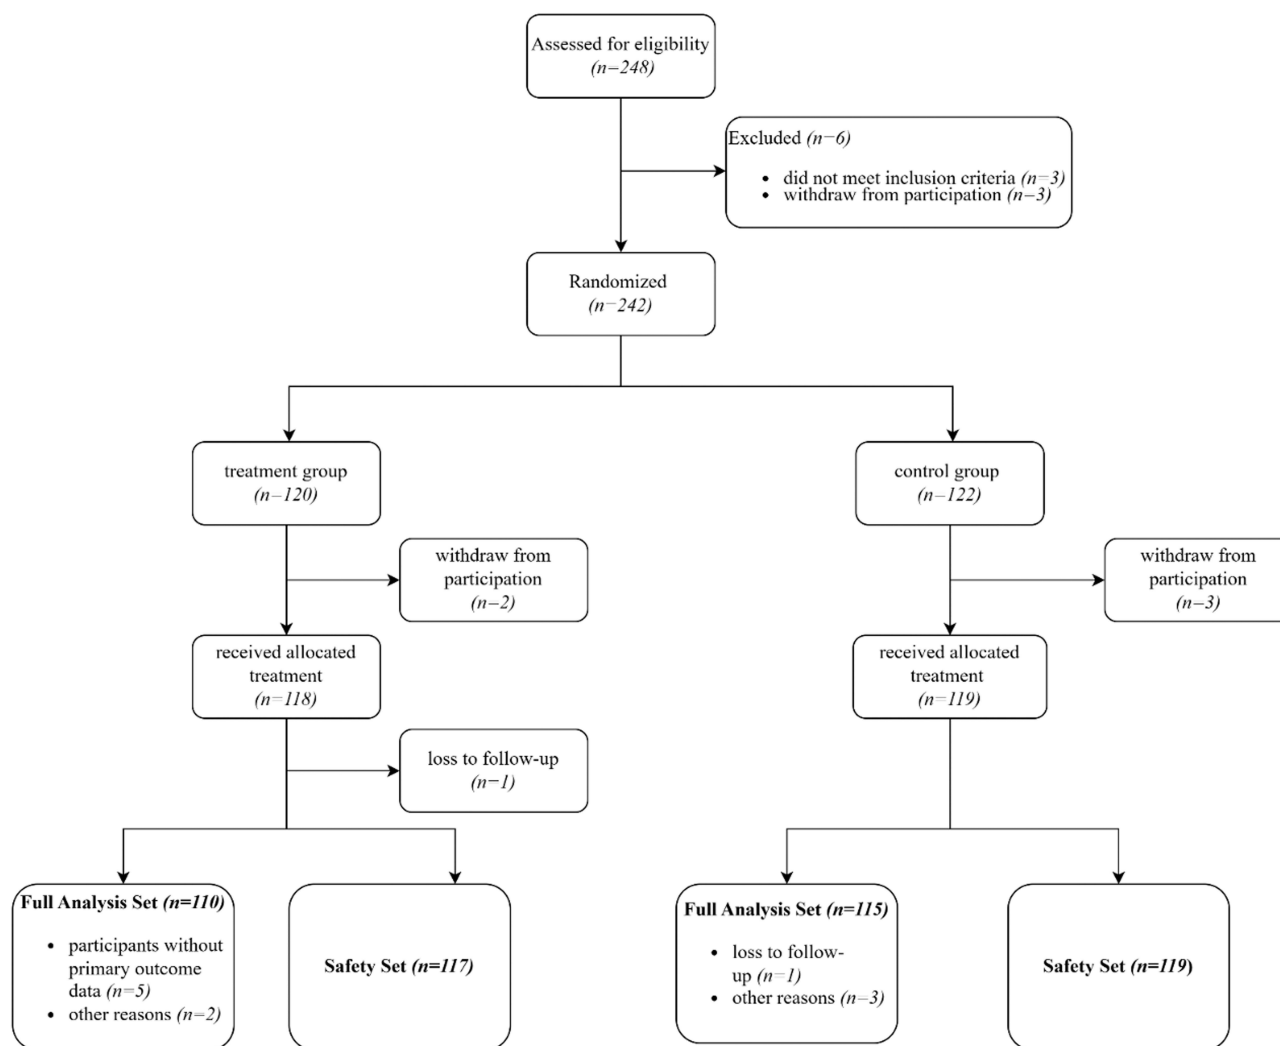 Assessed for eligibility
(n=248)
Excluded (n=6)
• did not meet inclusion criteria (n=3)
• withdraw from participation (n=3)
Randomized
(n=242)
treatment group
(n=120)
control group
(n=122)
withdraw from
participation
(n=2)
withdraw from
participation
(n=3)
received allocated
treatment
(n=118)
received allocated
treatment
(n=119)
loss to follow-up
(n=1)
Full Analysis Set (n=110)
• participants without
primary outcome
data (n=5)
• other reasons (n=2)
Safety Set (n=117)
Full Analysis Set (n=115)
• loss to follow-
up (n=1)
• other reasons (n=3)
Safety Set (n=119)